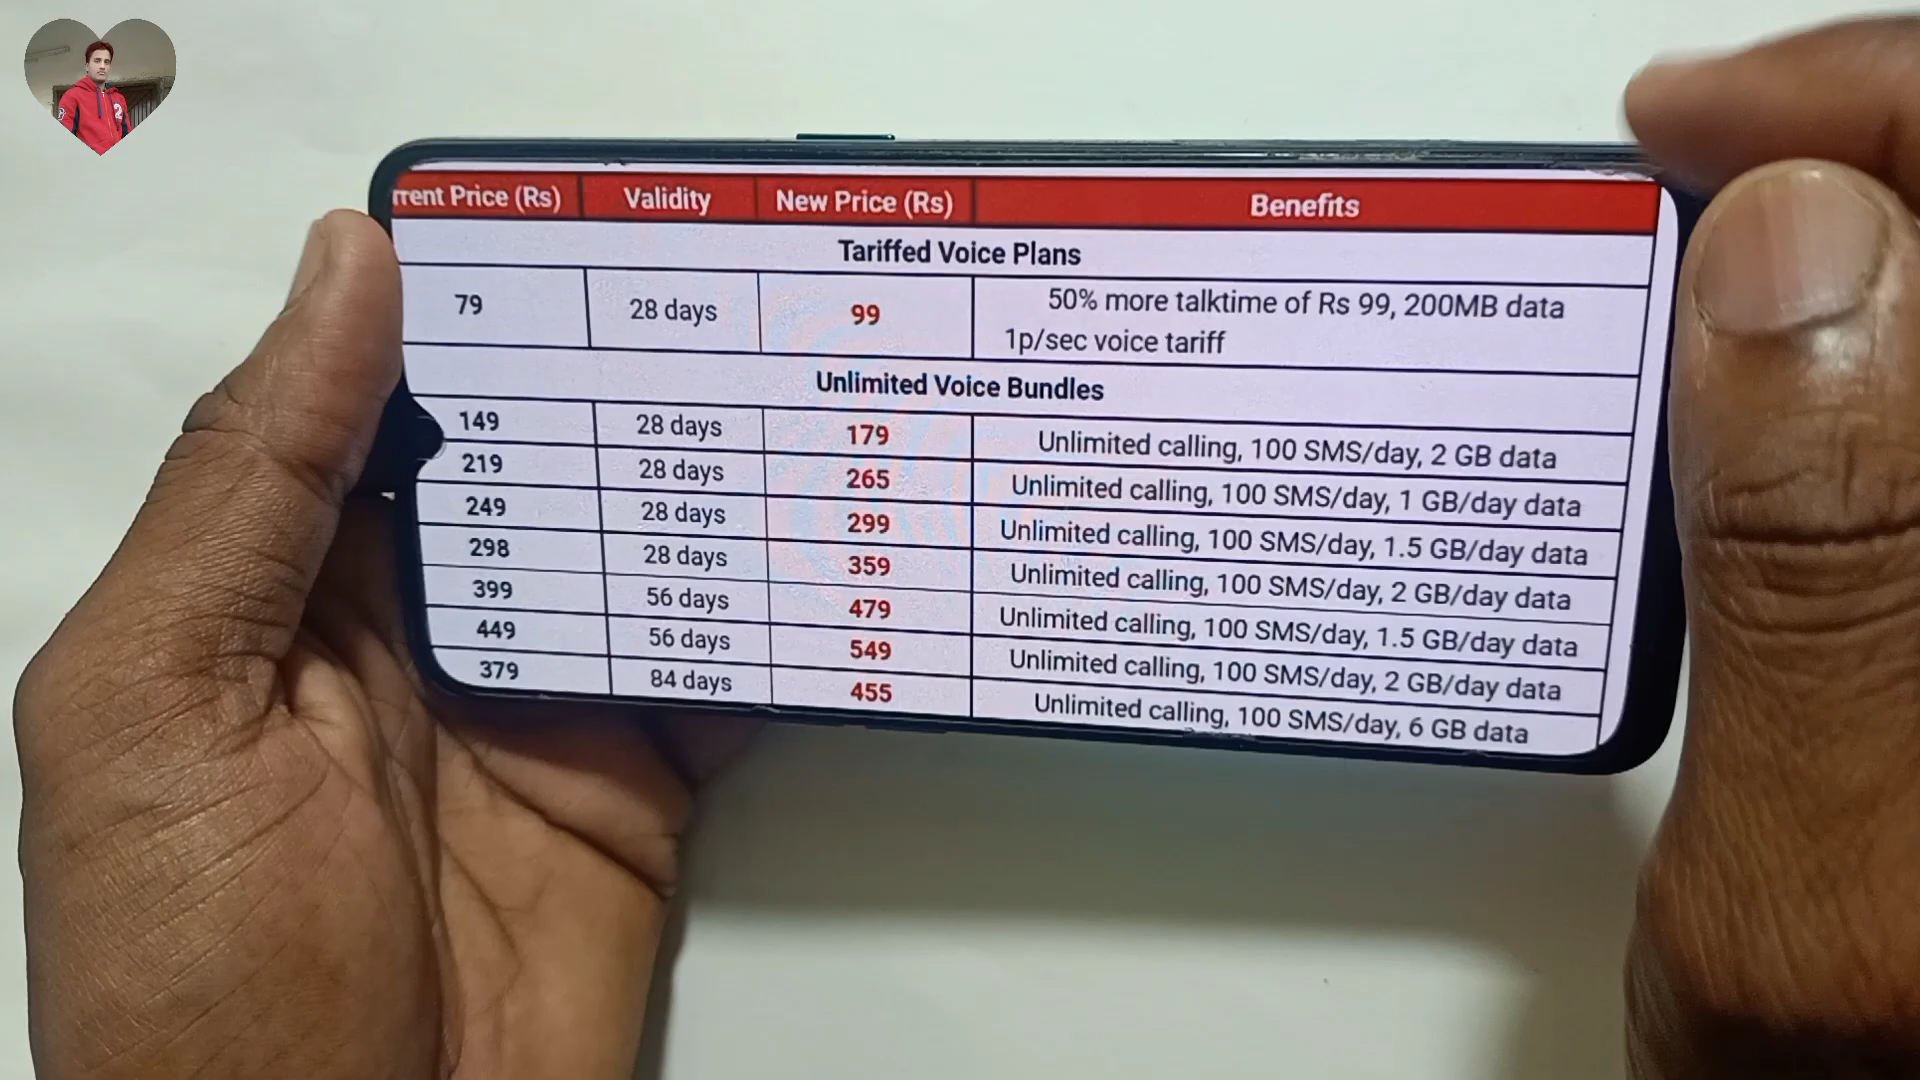 rrent Price (Rs) Validity New Price (Rs) Benefits
Tariffed Voice Plans
79 28 days 99 50% more talktime of Rs 99, 200MB data
1p/sec voice tariff
Unlimited Voice Bundles
149 28 days 179 Unlimited calling, 100 SMS/day, 2 GB data
219 28 days 265 Unlimited calling, 100 SMS/day, 1 GB/day data
249 28 days 299 Unlimited calling, 100 SMS/day, 1.5 GB/day data
298 28 days 359 Unlimited calling, 100 SMS/day, 2 GB/day data
399 56 days 479 Unlimited calling, 100 SMS/day, 1.5 GB/day data
449 56 days 549 Unlimited calling, 100 SMS/day, 2 GB/day data
379 84 days 455 Unlimited calling, 100 SMS/day, 6 GB data